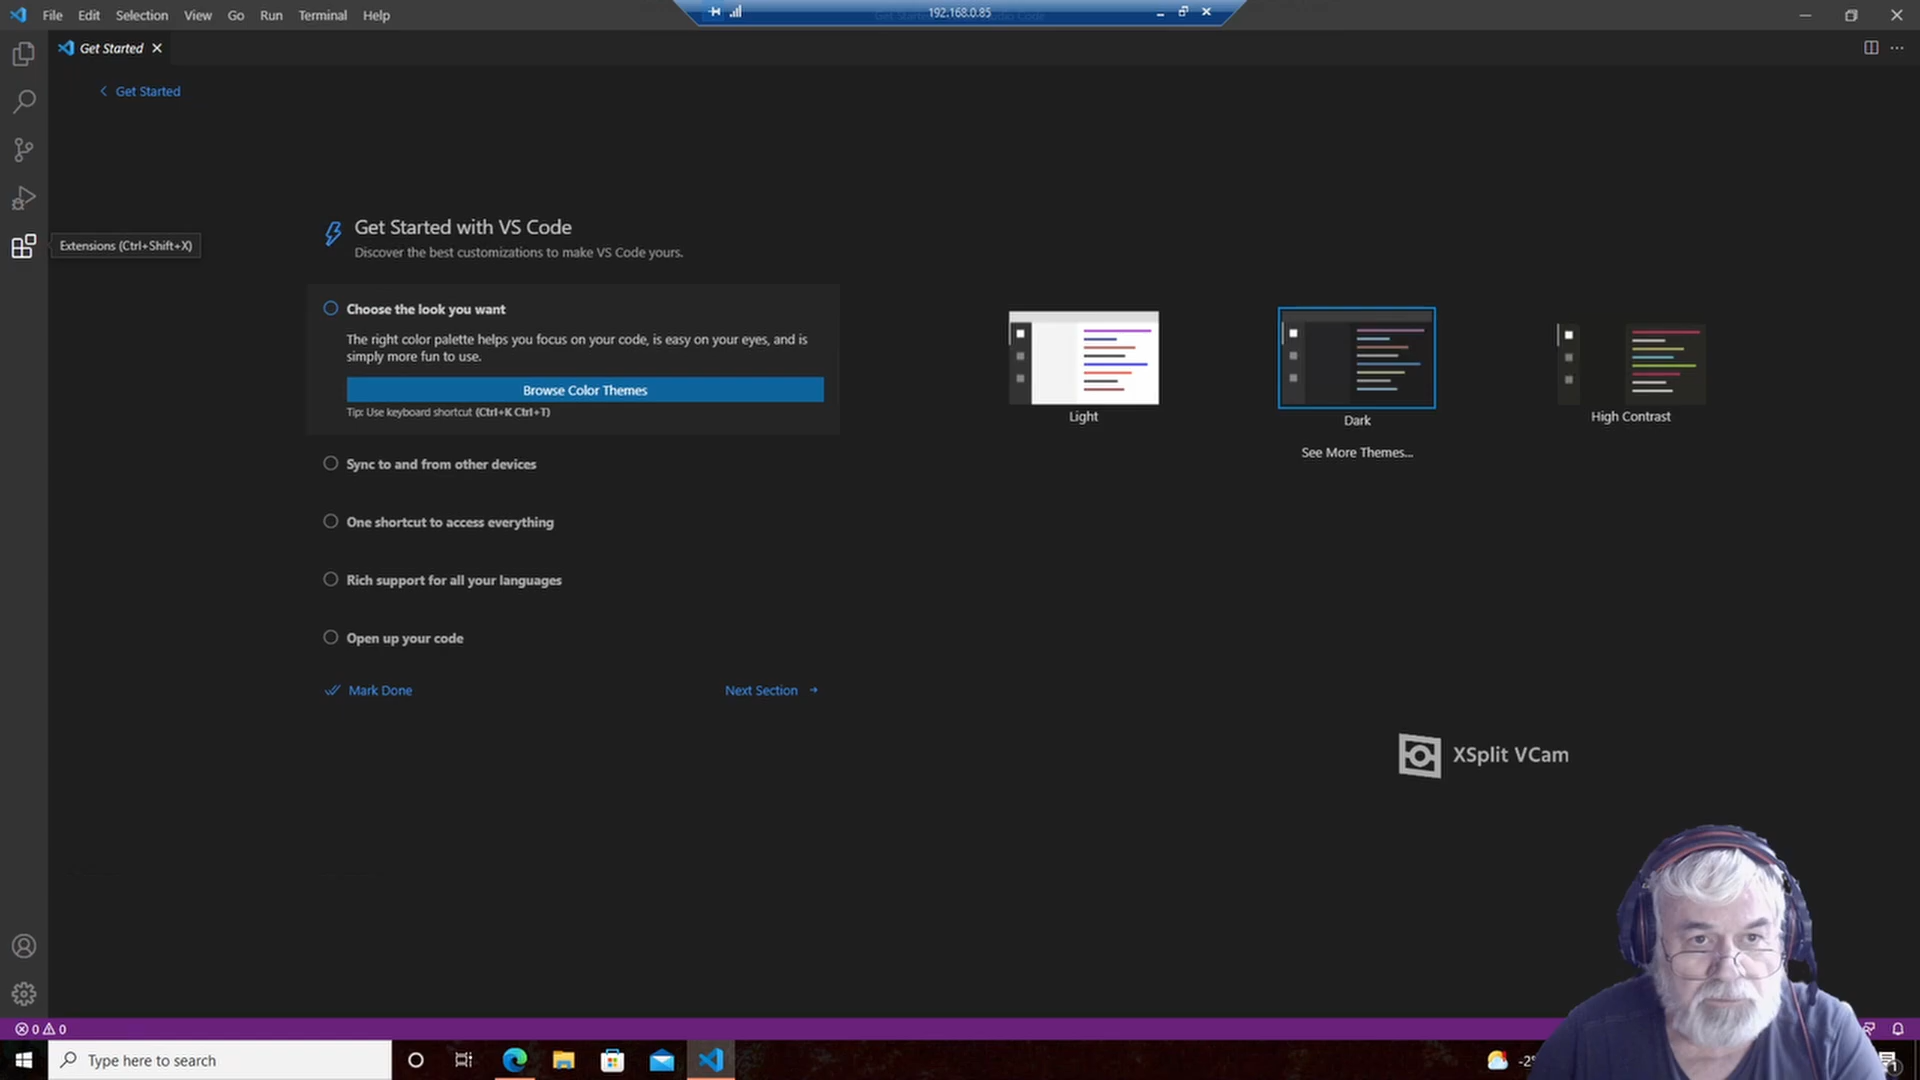 File Edit Selection View Go Run Terminal Help
192.168.0.85
Get Started
Get Started
Extensions (Ctrl+Shift+X)
Get Started with VS Code
Discover the best customizations to make VS Code yours.
Choose the look you want
The right color palette helps you focus on your code, is easy on your eyes, and is
simply more fun to use.
Browse Color Themes
Tip: Use keyboard shortcut (Ctrl+K Ctrl+T)
Sync to and from other devices
One shortcut to access everything
Rich support for all your languages
Open up your code
Mark Done
Next Section
Light
Dark
High Contrast
See More Themes...
XSplit VCam
0 0
Type here to search